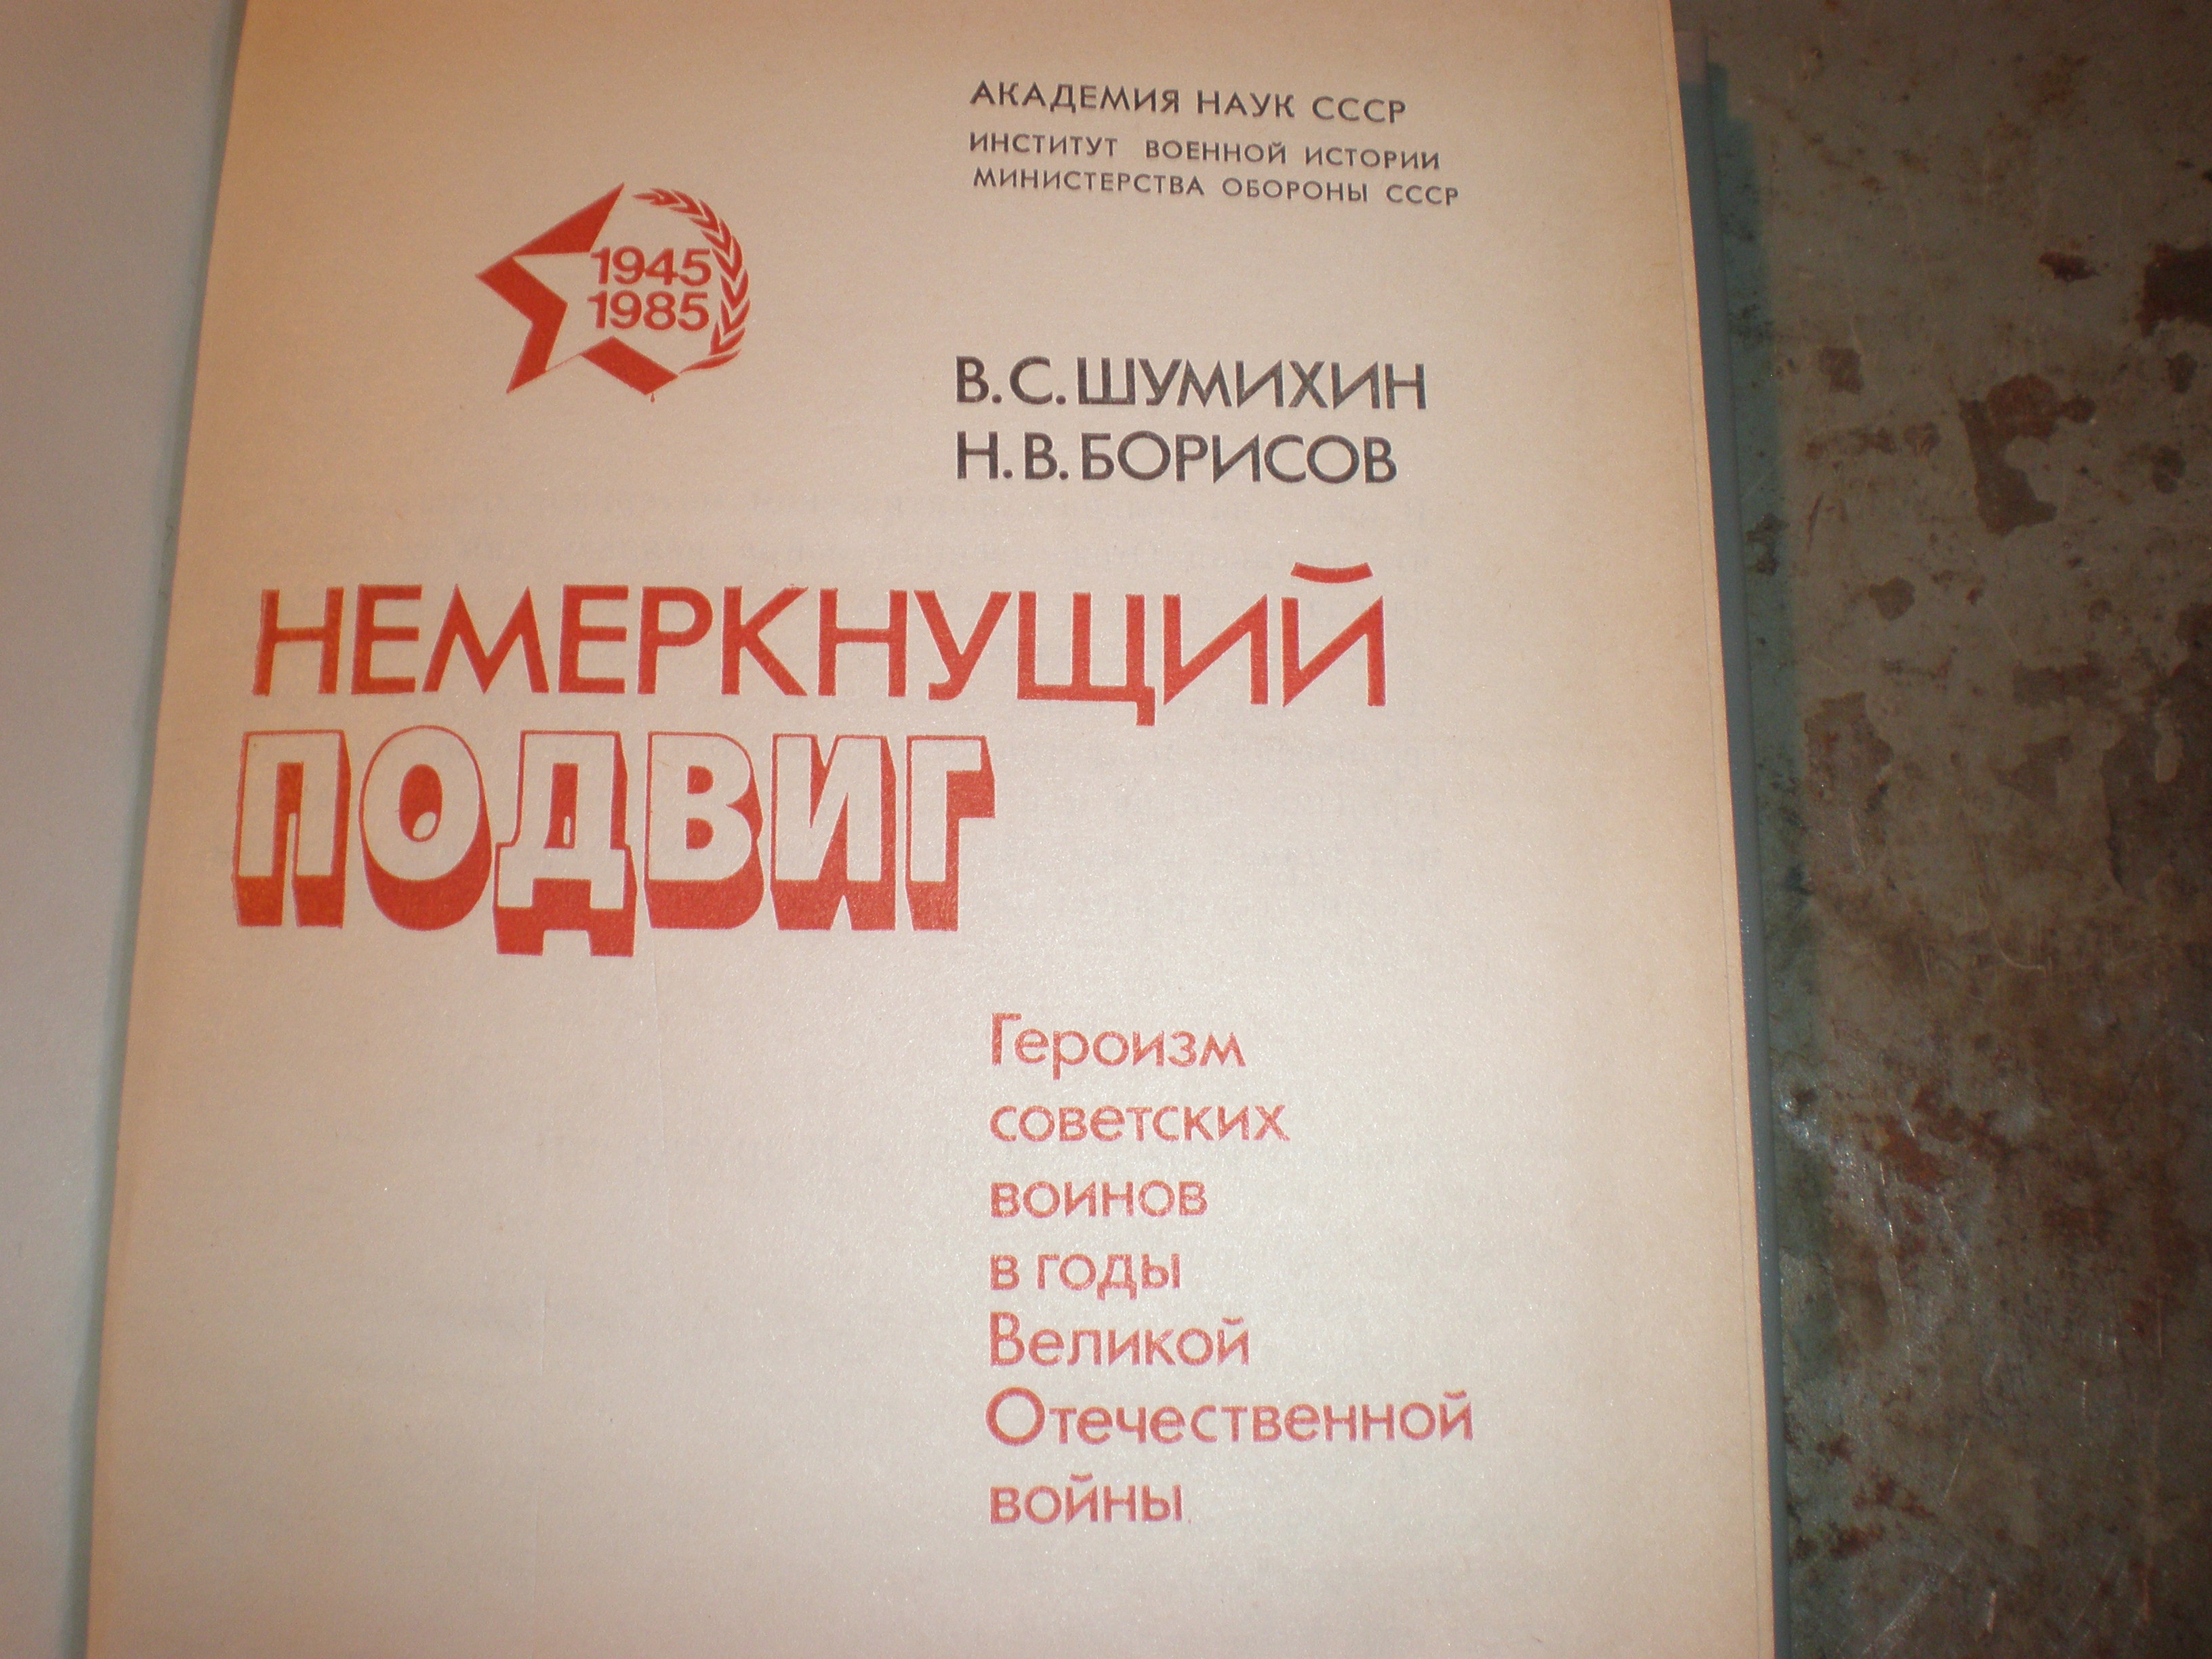 АКАДЕМИЯ НАУК СССР
ИНСТИТУТ ВОЕННОЙ ИСТОРИИ
МИНИСТЕРСТВА ОБОРОНЫ СССР
1945
1985
В. С. ШУМИХИН
Н. В. БОРИСОВ
НЕМЕРКНУЩИЙ
ПОДВИГ
Героизм
советских
воинов
в годы
Великой
Отечественной
войны